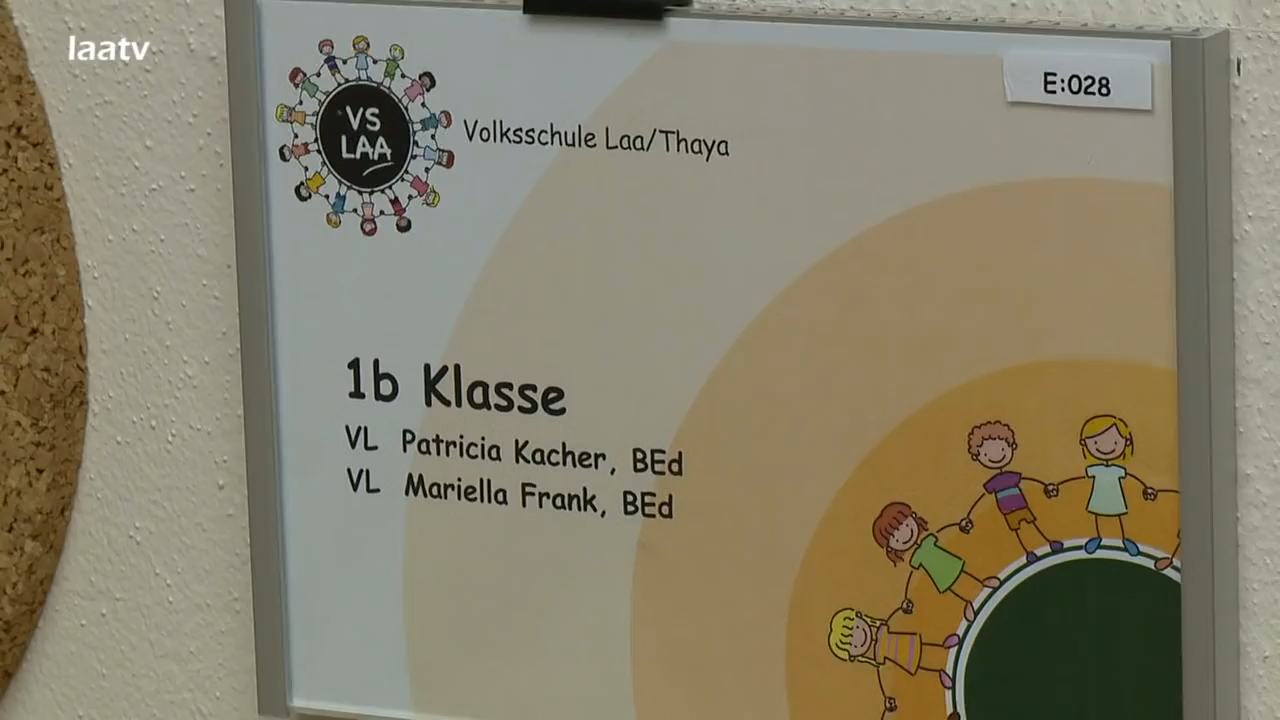 laatv
E:028
VS
LAA
Volksschule Laa/Thaya
1b Klasse
VL Patricia Kacher, BEd
VL Mariella Frank, BEd